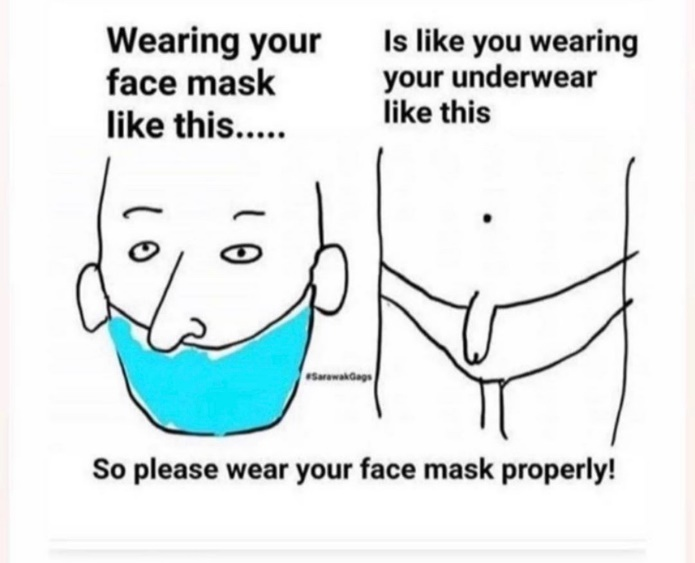 Wearing your
face mask
like this.....
Is like you wearing
your underwear
like this
#SarawakGags
So please wear your face mask properly!